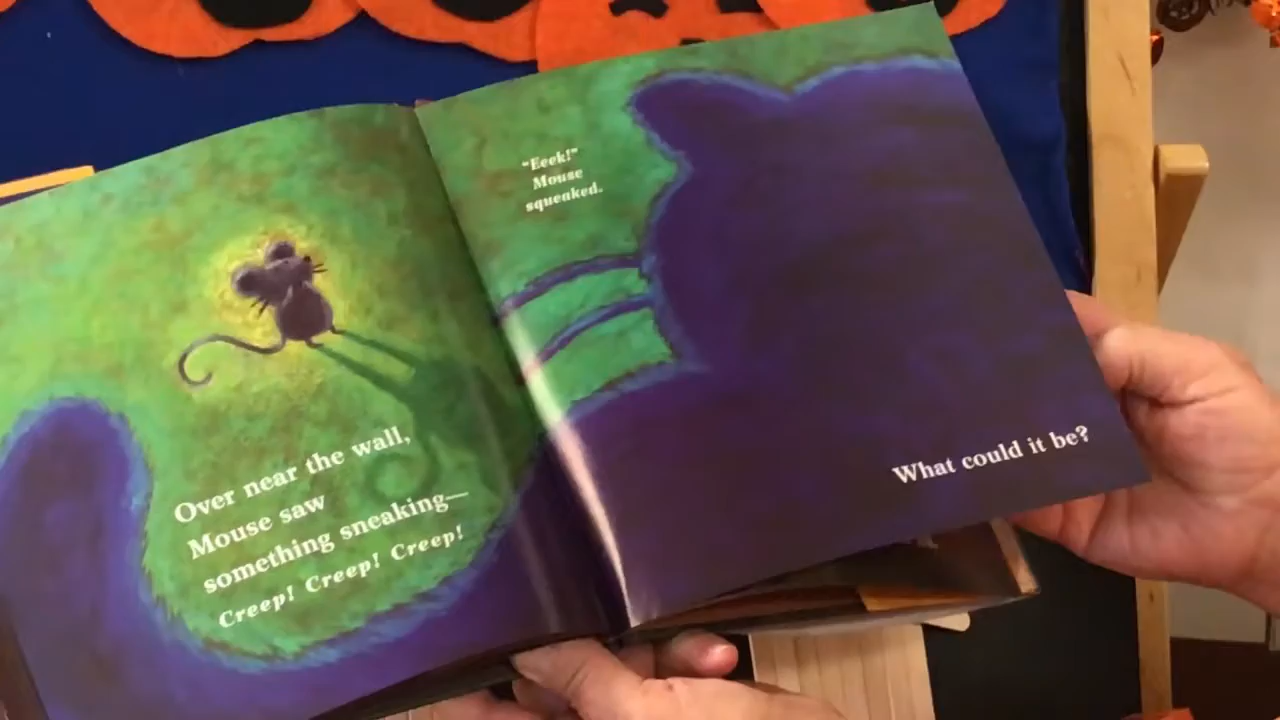 Over near the wall,
Mouse saw
something sneaking—
Creep! Creep! Creep!
"Eeek!"
Mouse
squeaked.
What could it be?